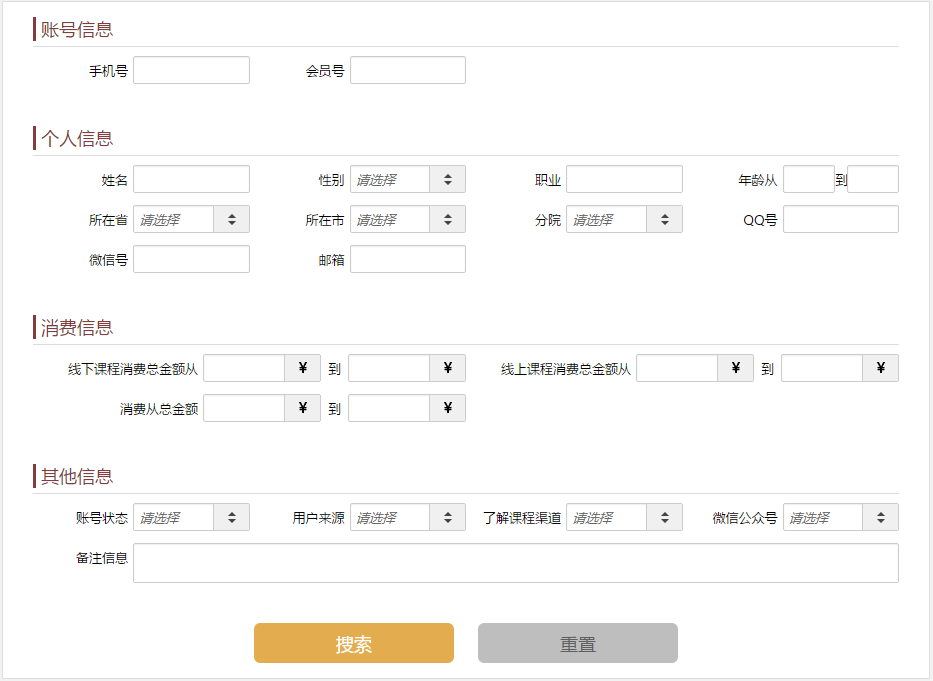 账号信息
手机号 会员号
个人信息
姓名 性别 请选择 职业 年龄从 到
所在省 请选择 所在市 请选择 分院 请选择 QQ号
微信号 邮箱
消费信息
线下课程消费总金额从 ¥ 到 ¥ 线上课程消费总金额从 ¥ 到 ¥
消费从总金额 ¥ 到 ¥
其他信息
账号状态 请选择 用户来源 请选择 了解课程渠道 请选择 微信公众号 请选择
备注信息
搜索 重置